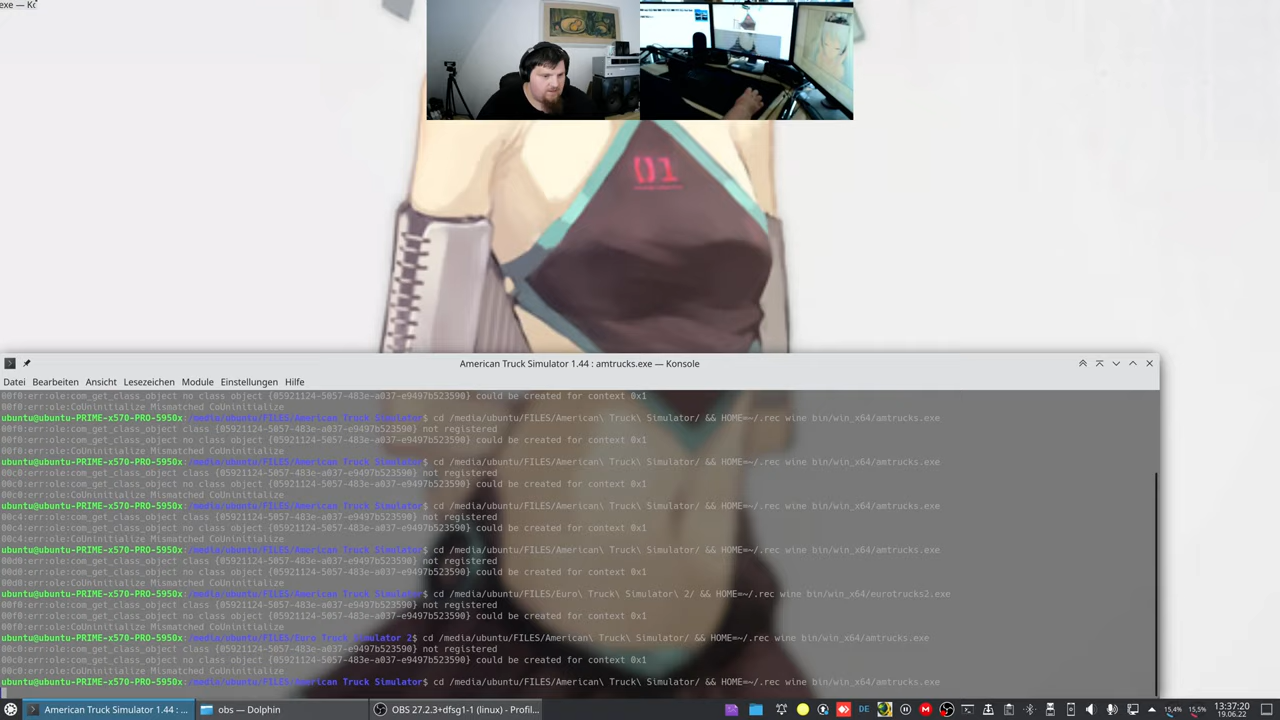 exe — Kc
01
American Truck Simulator 1.44 : amtrucks.exe — Konsole
Datei Bearbeiten Ansicht Lesezeichen Module Einstellungen Hilfe
00f0:err:ole:com_get_class_object no class object {05921124-5057-483e-a037-e9497b523590} could be created for context 0x1
00f0:err:ole:CoUninitialize Mismatched CoUninitialize
ubuntu@ubuntu-PRIME-x570-PRO-5950x:/media/ubuntu/FILES/American Truck Simulator$ cd /media/ubuntu/FILES/American\ Truck\ Simulator/ && HOME=~/.rec wine bin/win_x64/amtrucks.exe
00f0:err:ole:com_get_class_object class {05921124-5057-483e-a037-e9497b523590} not registered
00f0:err:ole:com_get_class_object no class object {05921124-5057-483e-a037-e9497b523590} could be created for context 0x1
00f0:err:ole:CoUninitialize Mismatched CoUninitialize
ubuntu@ubuntu-PRIME-x570-PRO-5950x:/media/ubuntu/FILES/American Truck Simulator$ cd /media/ubuntu/FILES/American\ Truck\ Simulator/ && HOME=~/.rec wine bin/win_x64/amtrucks.exe
00c0:err:ole:com_get_class_object class {05921124-5057-483e-a037-e9497b523590} not registered
00c0:err:ole:com_get_class_object no class object {05921124-5057-483e-a037-e9497b523590} could be created for context 0x1
00c0:err:ole:CoUninitialize Mismatched CoUninitialize
ubuntu@ubuntu-PRIME-x570-PRO-5950x:/media/ubuntu/FILES/American Truck Simulator$ cd /media/ubuntu/FILES/American\ Truck\ Simulator/ && HOME=~/.rec wine bin/win_x64/amtrucks.exe
00c4:err:ole:com_get_class_object class {05921124-5057-483e-a037-e9497b523590} not registered
00c4:err:ole:com_get_class_object no class object {05921124-5057-483e-a037-e9497b523590} could be created for context 0x1
00c4:err:ole:CoUninitialize Mismatched CoUninitialize
ubuntu@ubuntu-PRIME-x570-PRO-5950x:/media/ubuntu/FILES/American Truck Simulator$ cd /media/ubuntu/FILES/American\ Truck\ Simulator/ && HOME=~/.rec wine bin/win_x64/amtrucks.exe
00d0:err:ole:com_get_class_object class {05921124-5057-483e-a037-e9497b523590} not registered
00d0:err:ole:com_get_class_object no class object {05921124-5057-483e-a037-e9497b523590} could be created for context 0x1
00d0:err:ole:CoUninitialize Mismatched CoUninitialize
ubuntu@ubuntu-PRIME-x570-PRO-5950x:/media/ubuntu/FILES/American Truck Simulator$ cd /media/ubuntu/FILES/Euro\ Truck\ Simulator\ 2/ && HOME=~/.rec wine bin/win_x64/eurotrucks2.exe
00f0:err:ole:com_get_class_object class {05921124-5057-483e-a037-e9497b523590} not registered
00f0:err:ole:com_get_class_object no class object {05921124-5057-483e-a037-e9497b523590} could be created for context 0x1
00f0:err:ole:CoUninitialize Mismatched CoUninitialize
ubuntu@ubuntu-PRIME-x570-PRO-5950x:/media/ubuntu/FILES/Euro Truck Simulator 2$ cd /media/ubuntu/FILES/American\ Truck\ Simulator/ && HOME=~/.rec wine bin/win_x64/amtrucks.exe
00c0:err:ole:com_get_class_object class {05921124-5057-483e-a037-e9497b523590} not registered
00c0:err:ole:com_get_class_object no class object {05921124-5057-483e-a037-e9497b523590} could be created for context 0x1
00c0:err:ole:CoUninitialize Mismatched CoUninitialize
ubuntu@ubuntu-PRIME-x570-PRO-5950x:/media/ubuntu/FILES/American Truck Simulator$ cd /media/ubuntu/FILES/American\ Truck\ Simulator/ && HOME=~/.rec wine bin/win_x64/amtrucks.exe
American Truck Simulator 1.44 : ... obs — Dolphin OBS 27.2.3+dfsg1-1 (linux) - Profil... DE 15,4% 15,5% 13:37:20
19.06.22